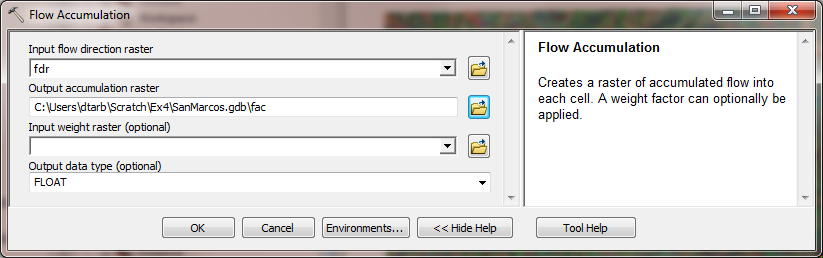 Flow Accumulation
Input flow direction raster
fdr
Output accumulation raster
C:\Users\dtarb\Scratch\Ex4\SanMarcos.gdb\fac
Input weight raster (optional)
Output data type (optional)
FLOAT
Flow Accumulation
Creates a raster of accumulated flow into
each cell. A weight factor can optionally be
applied.
OK
Cancel
Environments...
<< Hide Help
Tool Help